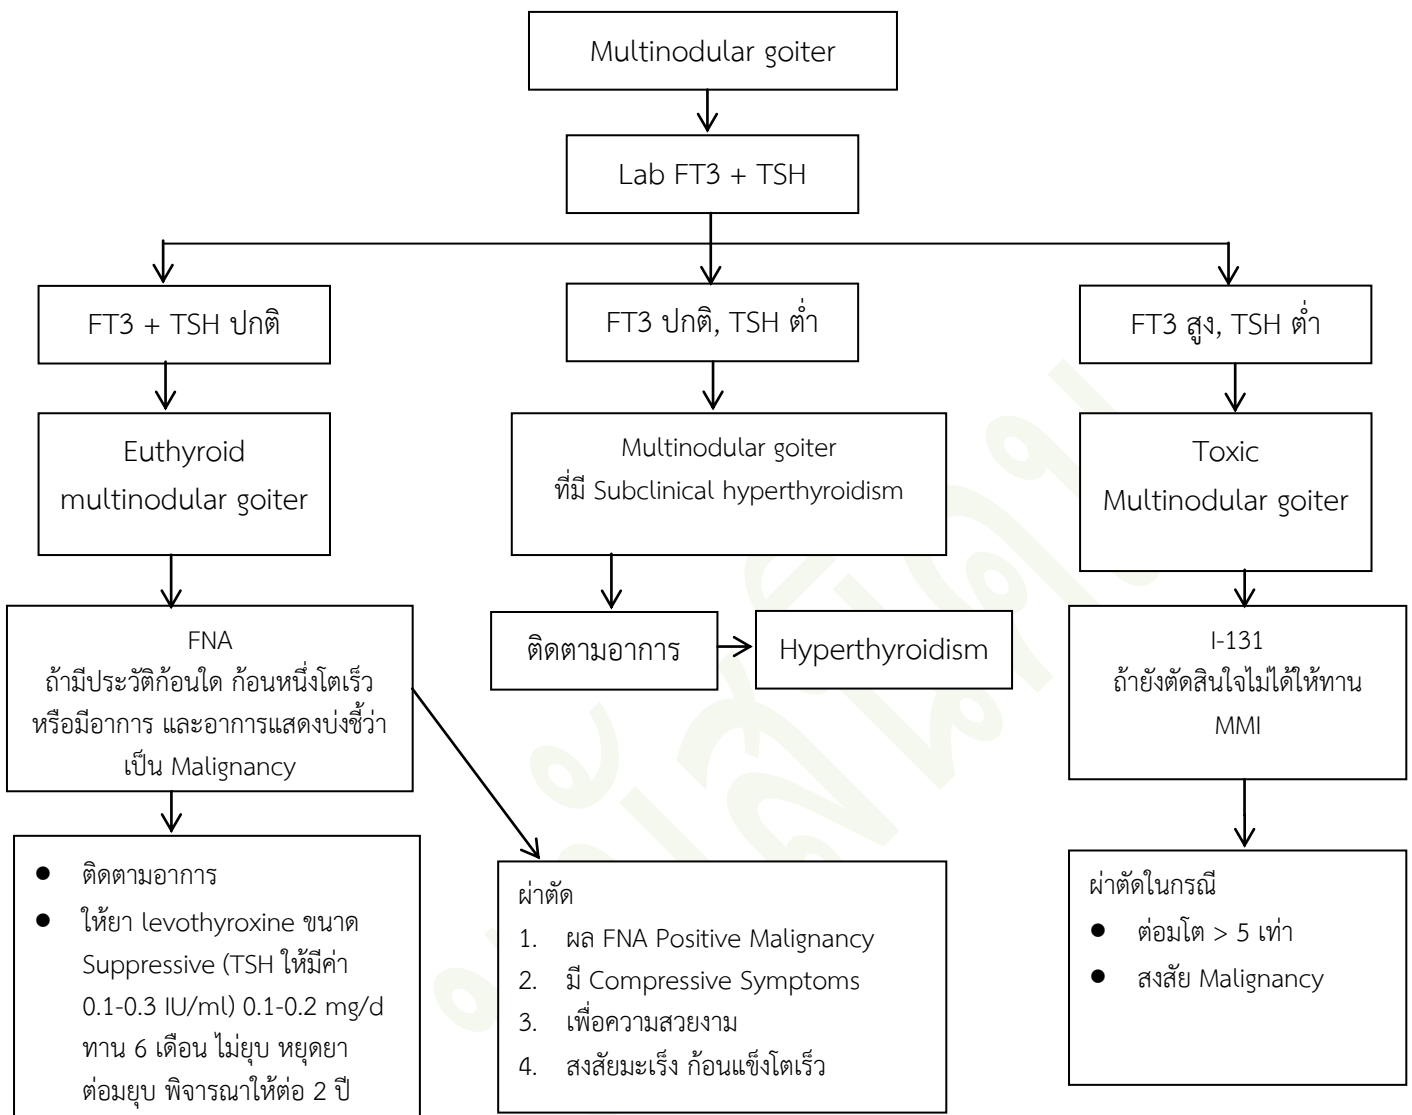 Multinodular goiter
Lab FT3 + TSH
FT3 + TSH ปกติ
FT3 ปกติ, TSH ต่ำ
FT3 สูง, TSH ต่ำ
Euthyroid
multinodular goiter
Multinodular goiter
ที่มี Subclinical hyperthyroidism
Toxic
Multinodular goiter
FNA
ถ้ามีประวัติก้อนใด ก้อนหนึ่งโตเร็ว
หรือมีอาการ และอาการแสดงบ่งชี้ว่า
เป็น Malignancy
ติดตามอาการ
Hyperthyroidism
I-131
ถ้ายังตัดสินใจไม่ได้ให้ทาน
MMI
● ติดตามอาการ
● ให้ยา levothyroxine ขนาด
Suppressive (TSH ให้มีค่า
0.1-0.3 IU/ml) 0.1-0.2 mg/d
ทาน 6 เดือน ไม่ยุบ หยุดยา
ต่อมยุบ พิจารณาให้ต่อ 2 ปี
ผ่าตัด
1. ผล FNA Positive Malignancy
2. มี Compressive Symptoms
3. เพื่อความสวยงาม
4. สงสัยมะเร็ง ก้อนแข็งโตเร็ว
ผ่าตัดในกรณี
● ต่อมโต > 5 เท่า
● สงสัย Malignancy